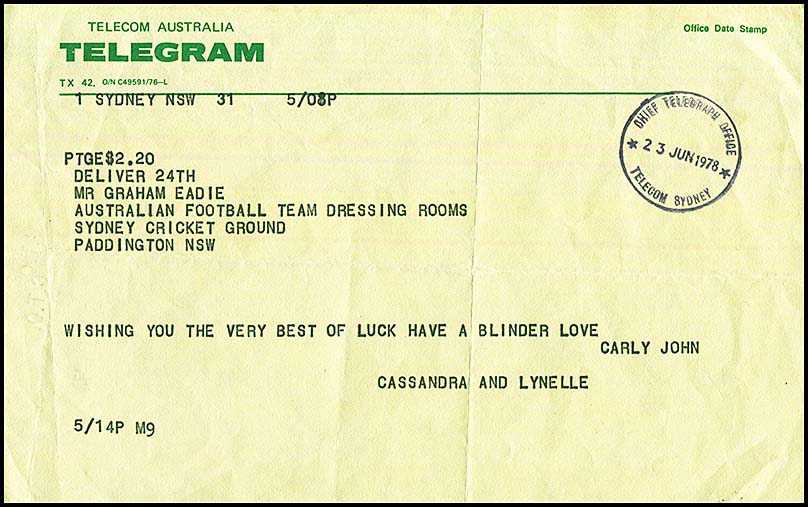 TELECOM AUSTRALIA
TELEGRAM
Office Date Stamp
TX 42. O/N C49591/76-L
1 SYDNEY NSW 31 5/08P
CHIEF TELEGRAPH OFFICE
★ 23 JUN 1978 ★
TELECOM SYDNEY
PTGE$2.20
DELIVER 24TH
MR GRAHAM EADIE
AUSTRALIAN FOOTBALL TEAM DRESSING ROOMS
SYDNEY CRICKET GROUND
PADDINGTON NSW
WISHING YOU THE VERY BEST OF LUCK HAVE A BLINDER LOVE
CARLY JOHN
CASSANDRA AND LYNELLE
5/14P M9